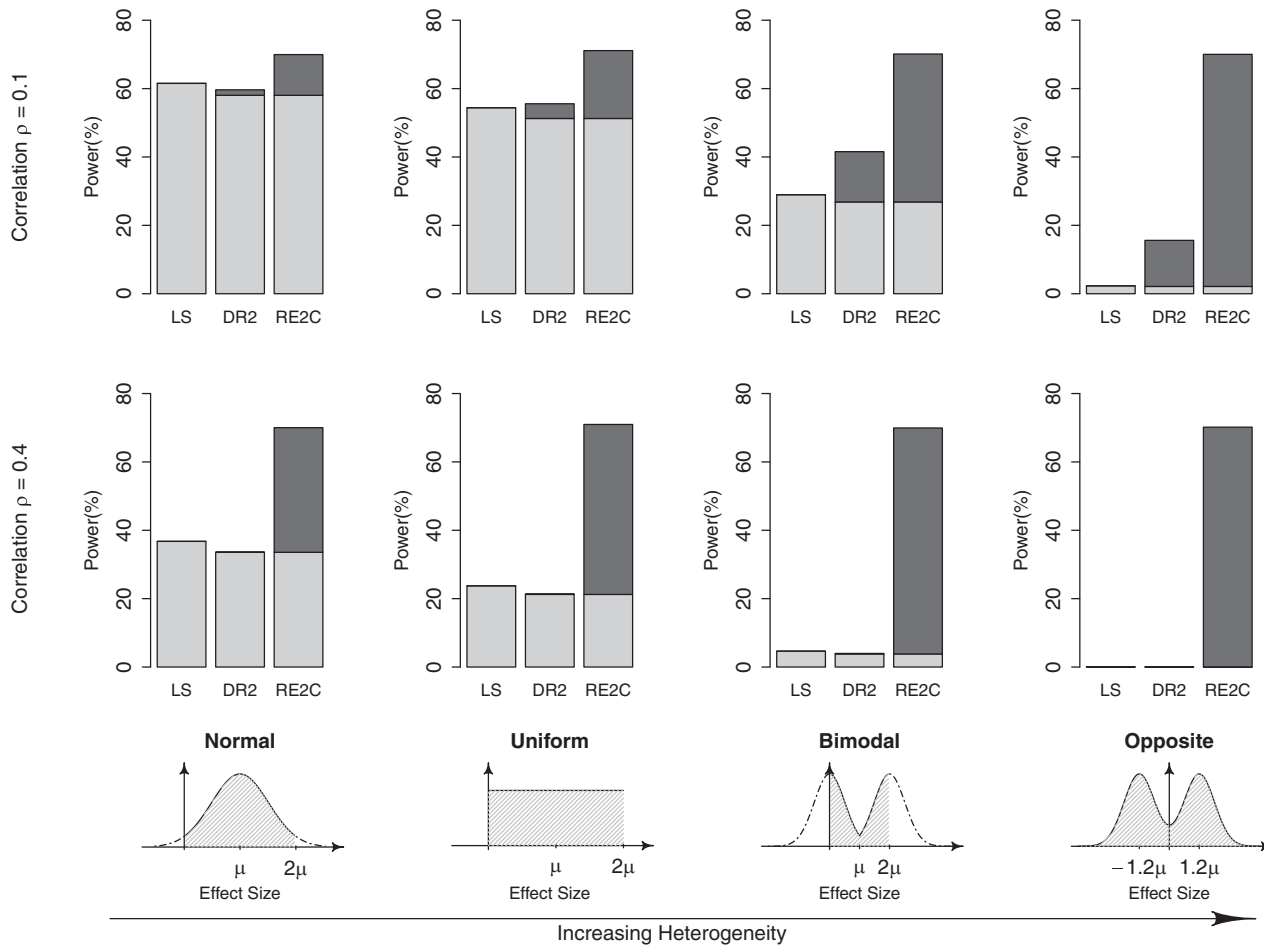 Correlation ρ = 0.1
Power(%)
80
60
40
20
0
LS DR2 RE2C
Power(%)
80
60
40
20
0
LS DR2 RE2C
Power(%)
80
60
40
20
0
LS DR2 RE2C
Power(%)
80
60
40
20
0
LS DR2 RE2C
Correlation ρ = 0.4
Power(%)
80
60
40
20
0
LS DR2 RE2C
Power(%)
80
60
40
20
0
LS DR2 RE2C
Power(%)
80
60
40
20
0
LS DR2 RE2C
Power(%)
80
60
40
20
0
LS DR2 RE2C
Normal
μ 2μ
Effect Size
Uniform
μ 2μ
Effect Size
Bimodal
μ 2μ
Effect Size
Opposite
−1.2μ 1.2μ
Effect Size
Increasing Heterogeneity